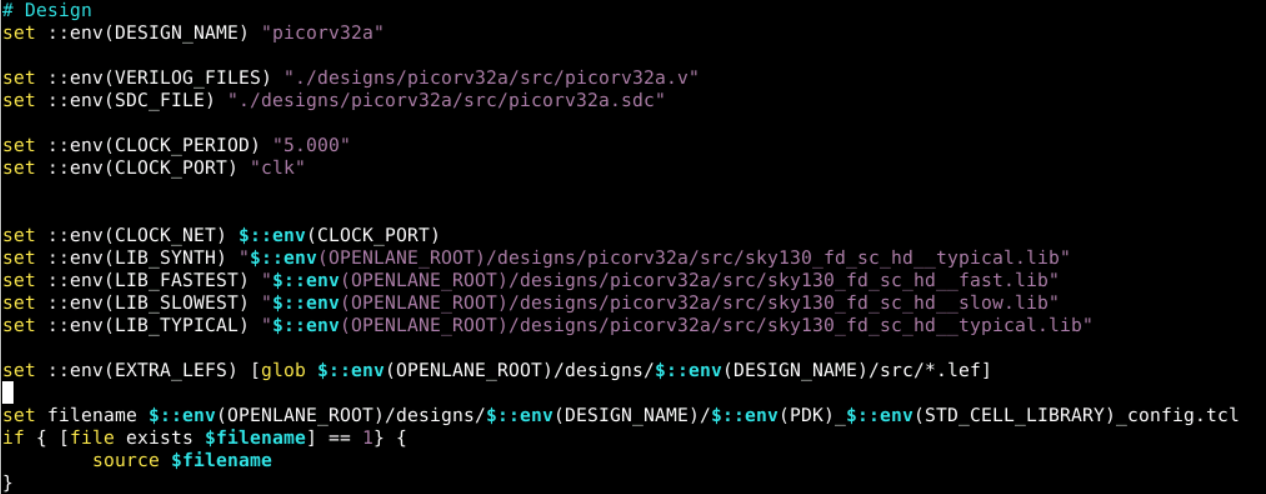 # Design
set ::env(DESIGN_NAME) "picorv32a"
set ::env(VERILOG_FILES) "./designs/picorv32a/src/picorv32a.v"
set ::env(SDC_FILE) "./designs/picorv32a/src/picorv32a.sdc"
set ::env(CLOCK_PERIOD) "5.000"
set ::env(CLOCK_PORT) "clk"
set ::env(CLOCK_NET) $::env(CLOCK_PORT)
set ::env(LIB_SYNTH) "$::env(OPENLANE_ROOT)/designs/picorv32a/src/sky130_fd_sc_hd__typical.lib"
set ::env(LIB_FASTEST) "$::env(OPENLANE_ROOT)/designs/picorv32a/src/sky130_fd_sc_hd__fast.lib"
set ::env(LIB_SLOWEST) "$::env(OPENLANE_ROOT)/designs/picorv32a/src/sky130_fd_sc_hd__slow.lib"
set ::env(LIB_TYPICAL) "$::env(OPENLANE_ROOT)/designs/picorv32a/src/sky130_fd_sc_hd__typical.lib"
set ::env(EXTRA_LEFS) [glob $::env(OPENLANE_ROOT)/designs/$::env(DESIGN_NAME)/src/*.lef]
set filename $::env(OPENLANE_ROOT)/designs/$::env(DESIGN_NAME)/$::env(PDK)_$::env(STD_CELL_LIBRARY)_config.tcl
if { [file exists $filename] == 1} {
        source $filename
}